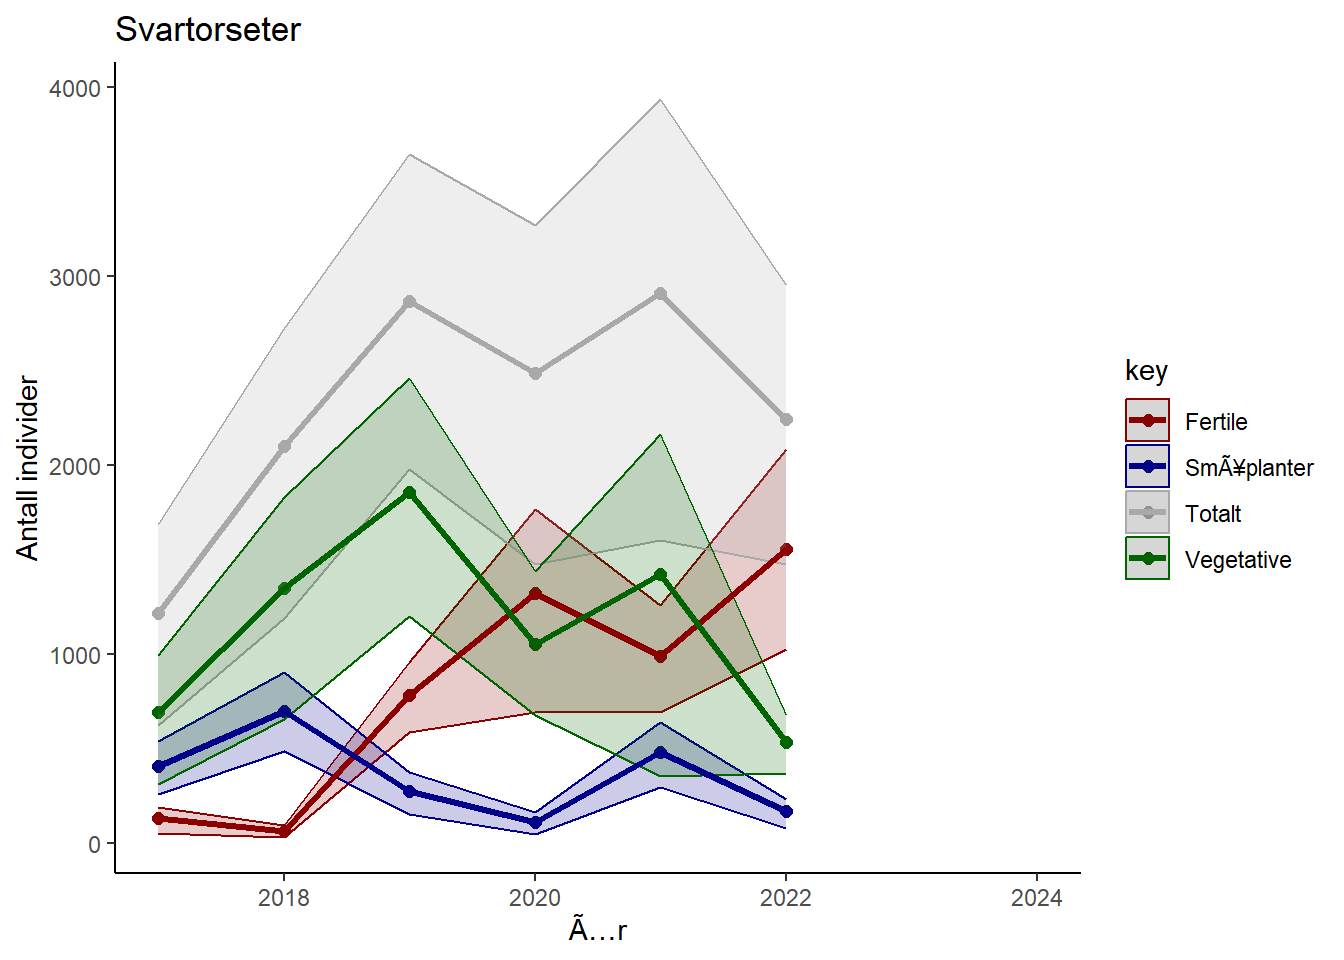 Svartorseter
4000
3000
2000
1000
0
Antall individer
2018 2020 2022 2024
Ã…r
key
Fertile
SmÃ¥planter
Totalt
Vegetative